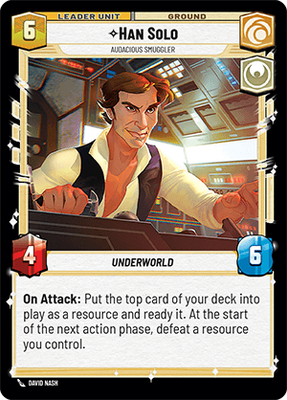 LEADER UNIT
GROUND
6
✧HAN SOLO
AUDACIOUS SMUGGLER
4
UNDERWORLD
6
On Attack: Put the top card of your deck into
play as a resource and ready it. At the start
of the next action phase, defeat a resource
you control.
DAVID NASH